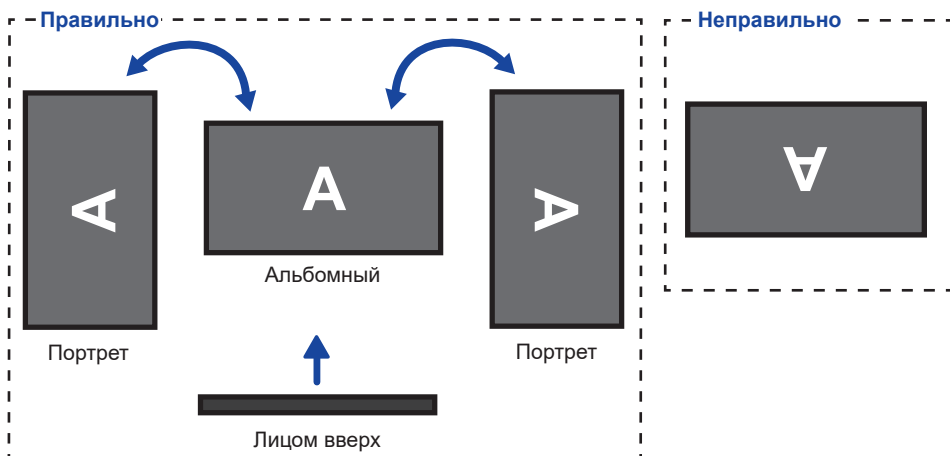 Правильно
Неправильно
A
A
A
A
Альбомный
Портрет
Портрет
Лицом вверх